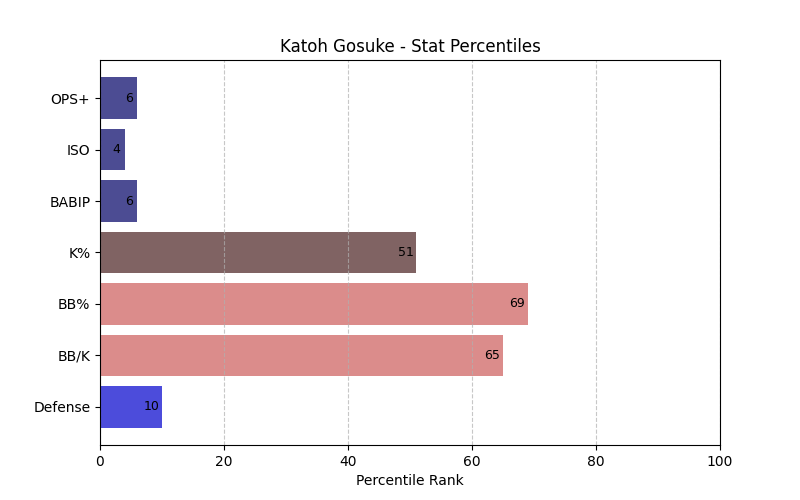 Katoh Gosuke - Stat Percentiles
OPS+ 6
ISO 4
BABIP 6
K% 51
BB% 69
BB/K 65
Defense 10
0 20 40 60 80 100
Percentile Rank